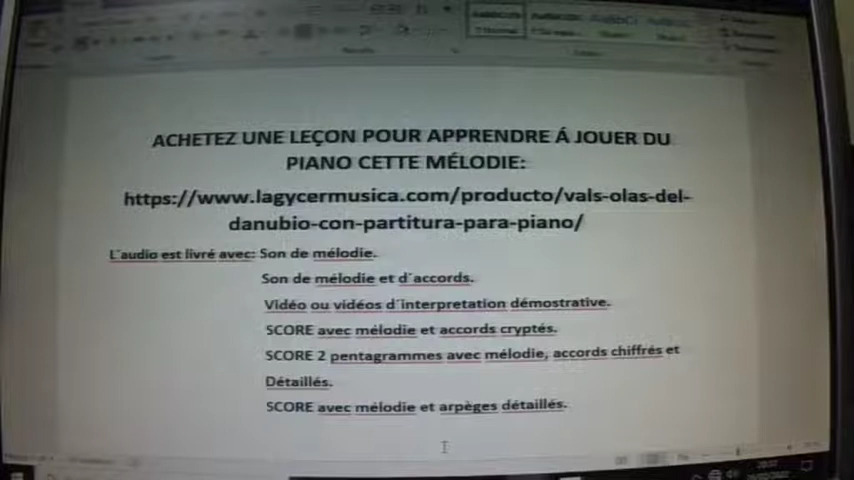 ACHETEZ UNE LEÇON POUR APPRENDRE Á JOUER DU
PIANO CETTE MÉLODIE:
https://www.lagycermusica.com/producto/vals-olas-del-
danubio-con-partitura-para-piano/
L´audio est livré avec: Son de mélodie.
Son de mélodie et d´accords.
Vidéo ou vidéos d´interpretation démostrative.
SCORE avec mélodie et accords cryptés.
SCORE 2 pentagrammes avec mélodie, accords chiffrés et
Détaillés.
SCORE avec mélodie et arpèges détaillés.